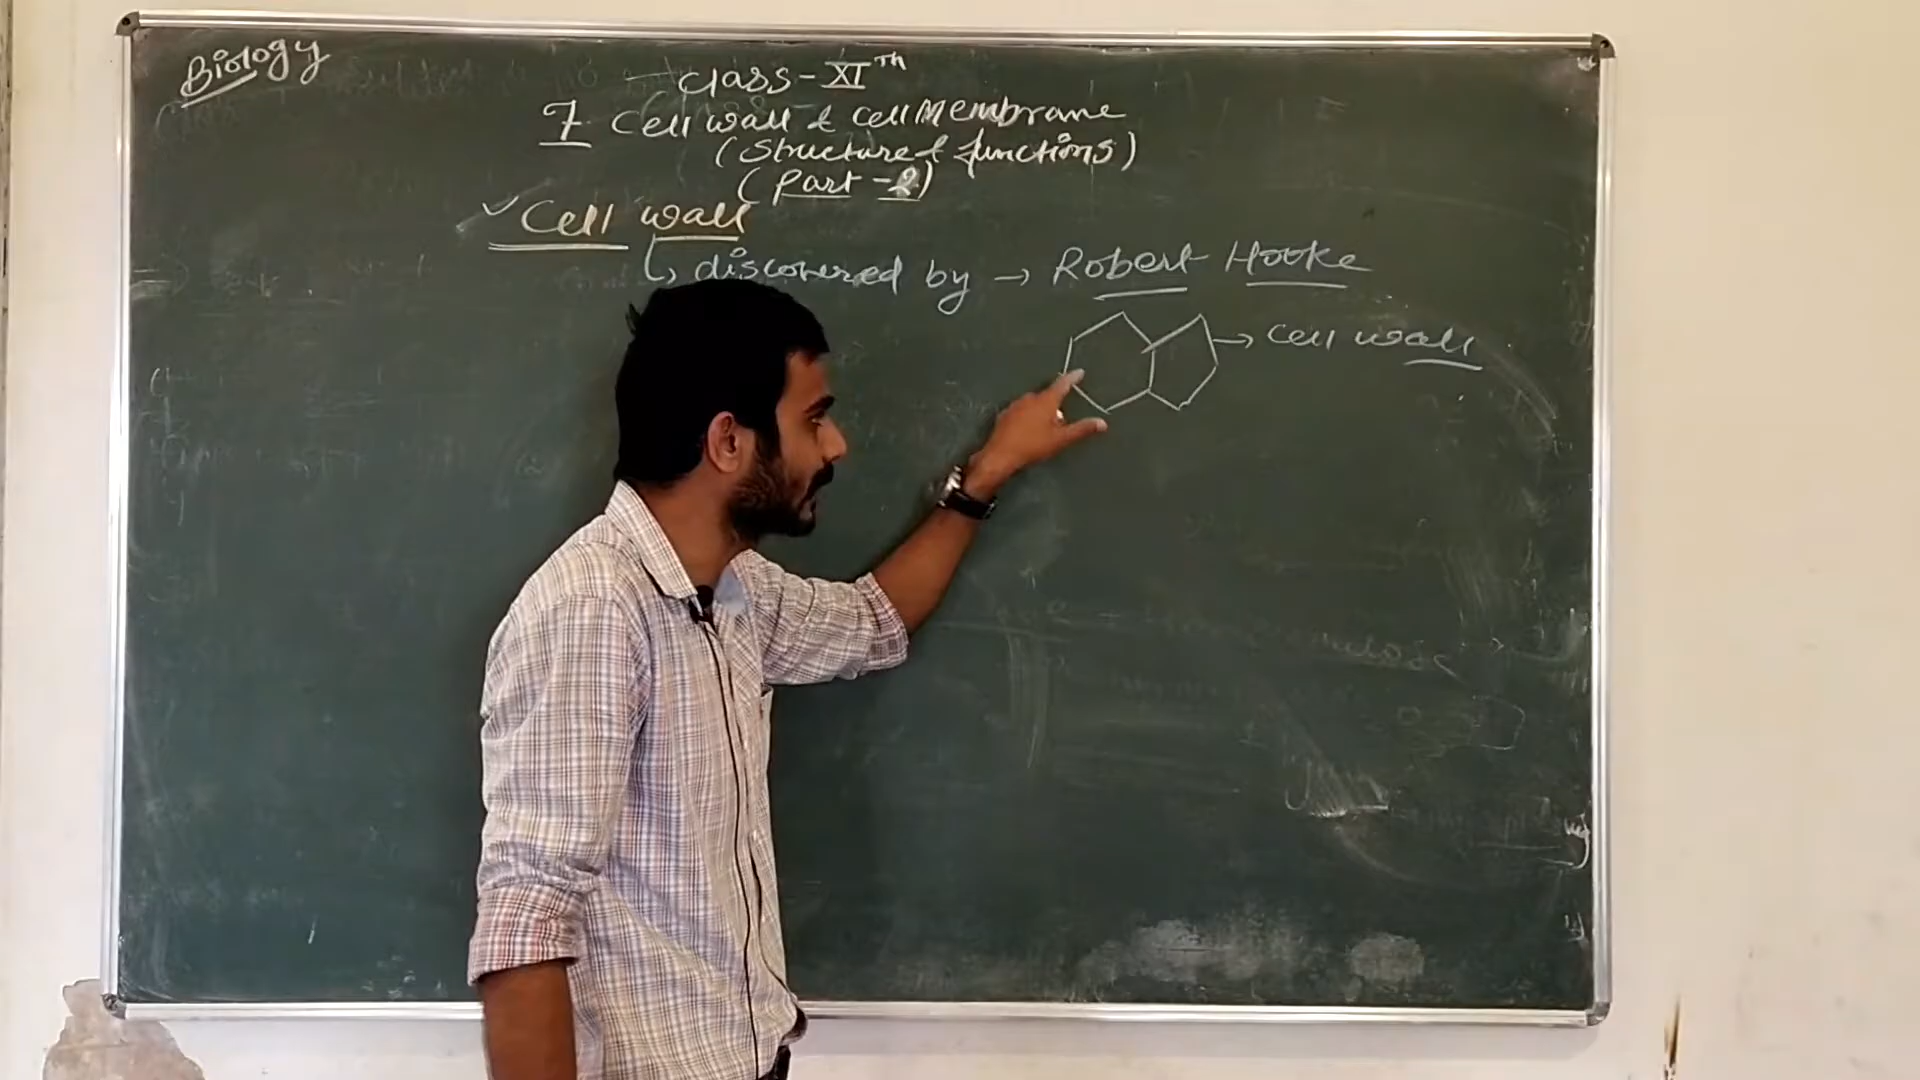 Biology
Class - XI Th
7. Cell wall & cell Membrane
(Structure & functions)
(Part - 2)
✓ Cell wall
↳ discovered by → Robert Hooke
→ Cell wall